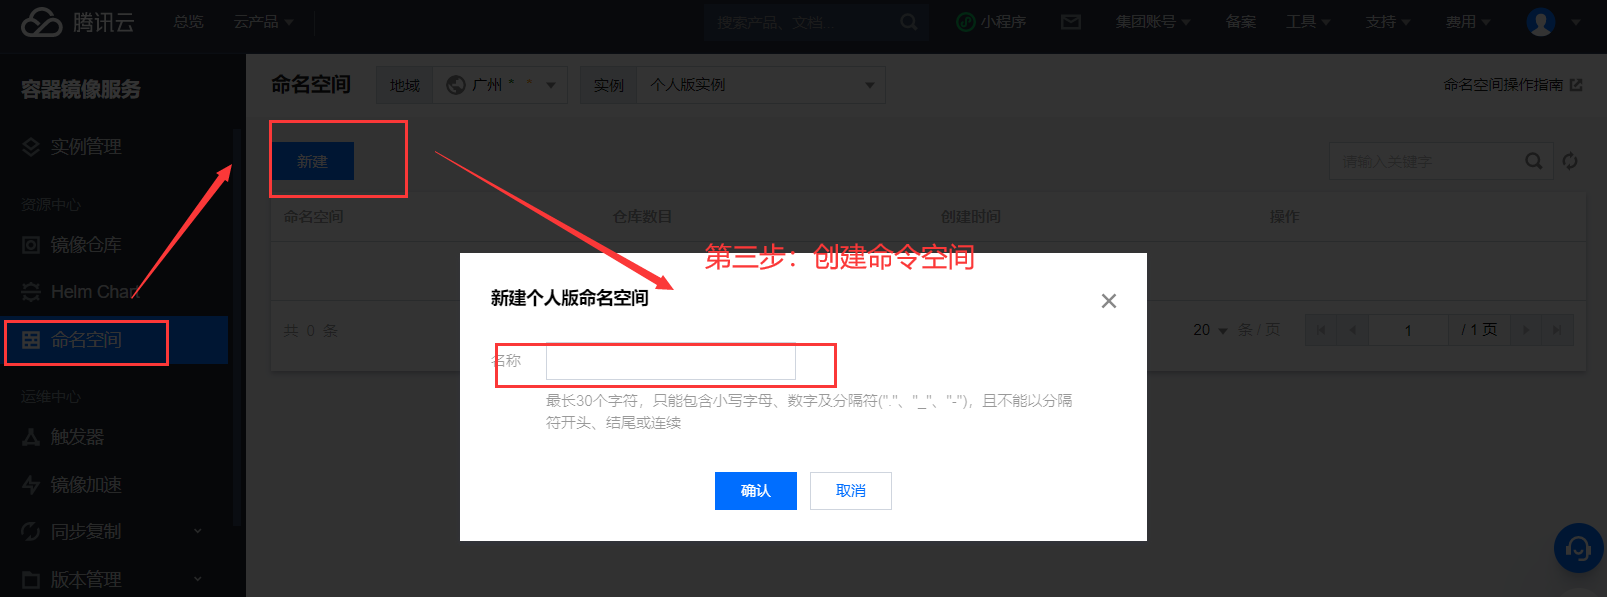 腾讯云
总览
云产品
搜索产品、文档...
小程序
集团账号
备案
工具
支持
费用
容器镜像服务
命名空间
地域
广州
实例
个人版实例
命名空间操作指南
实例管理
新建
请输入关键字
资源中心
命名空间
仓库数目
创建时间
操作
镜像仓库
第三步：创建命令空间
Helm Chart
新建个人版命名空间
共 0 条
20 条 / 页
1
/ 1 页
命名空间
名称
最长30个字符，只能包含小写字母、数字及分隔符("."、"_"、"-")，且不能以分隔
符开头、结尾或连续
运维中心
触发器
镜像加速
确认
取消
同步复制
版本管理